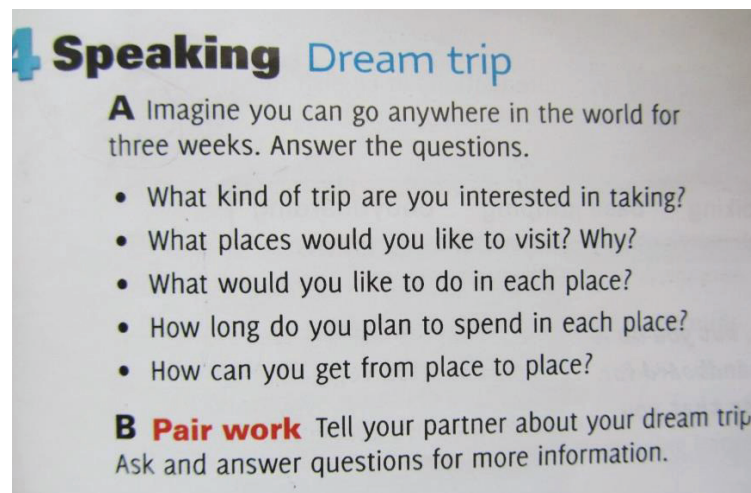 4 Speaking Dream trip
A Imagine you can go anywhere in the world for
three weeks. Answer the questions.
• What kind of trip are you interested in taking?
• What places would you like to visit? Why?
• What would you like to do in each place?
• How long do you plan to spend in each place?
• How can you get from place to place?
B Pair work Tell your partner about your dream trip
Ask and answer questions for more information.